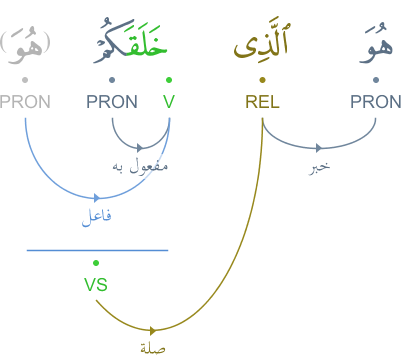 هُوَ ٱلَّذِى خَلَقَكُمْ (هُوَ)
PRON REL V PRON PRON
خبر
مفعول به
فاعل
VS
صلة